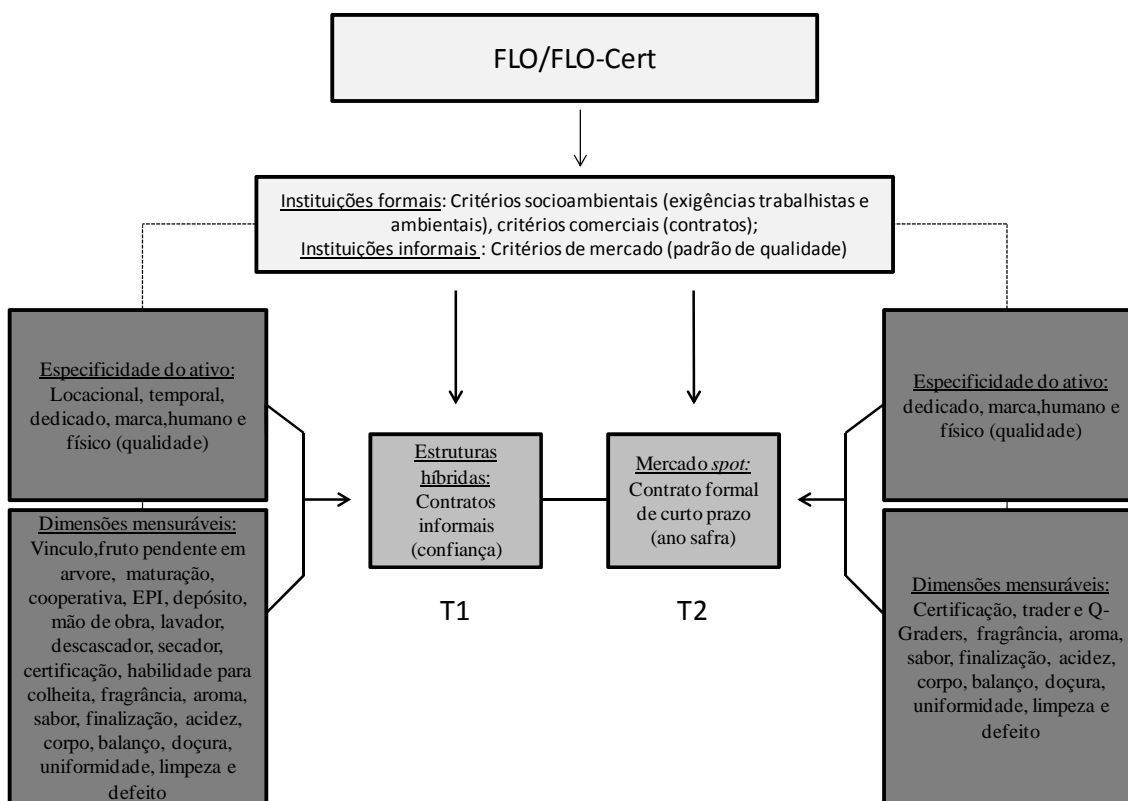 FLO/FLO-Cert
Instituições formais: Critérios socioambientais (exigências trabalhistas e
ambientais), critérios comerciais (contratos);
Instituições informais : Critérios de mercado (padrão de qualidade)
Especificidade do ativo:
Locacional, temporal,
dedicado, marca,humano e
físico (qualidade)
Dimensões mensuráveis:
Vinculo,fruto pendente em
arvore, maturação,
cooperativa, EPI, depósito,
mão de obra, lavador,
descascador, secador,
certificação, habilidade para
colheita, fragrância, aroma,
sabor, finalização, acidez,
corpo, balanço, doçura,
uniformidade, limpeza e
defeito
Estruturas
híbridas:
Contratos
informais
(confiança)
T1
Mercado spot:
Contrato formal
de curto prazo
(ano safra)
T2
Especificidade do ativo:
dedicado, marca,humano e
físico (qualidade)
Dimensões mensuráveis:
Certificação, trader e Q-
Graders, fragrância, aroma,
sabor, finalização, acidez,
corpo, balanço, doçura,
uniformidade, limpeza e
defeito